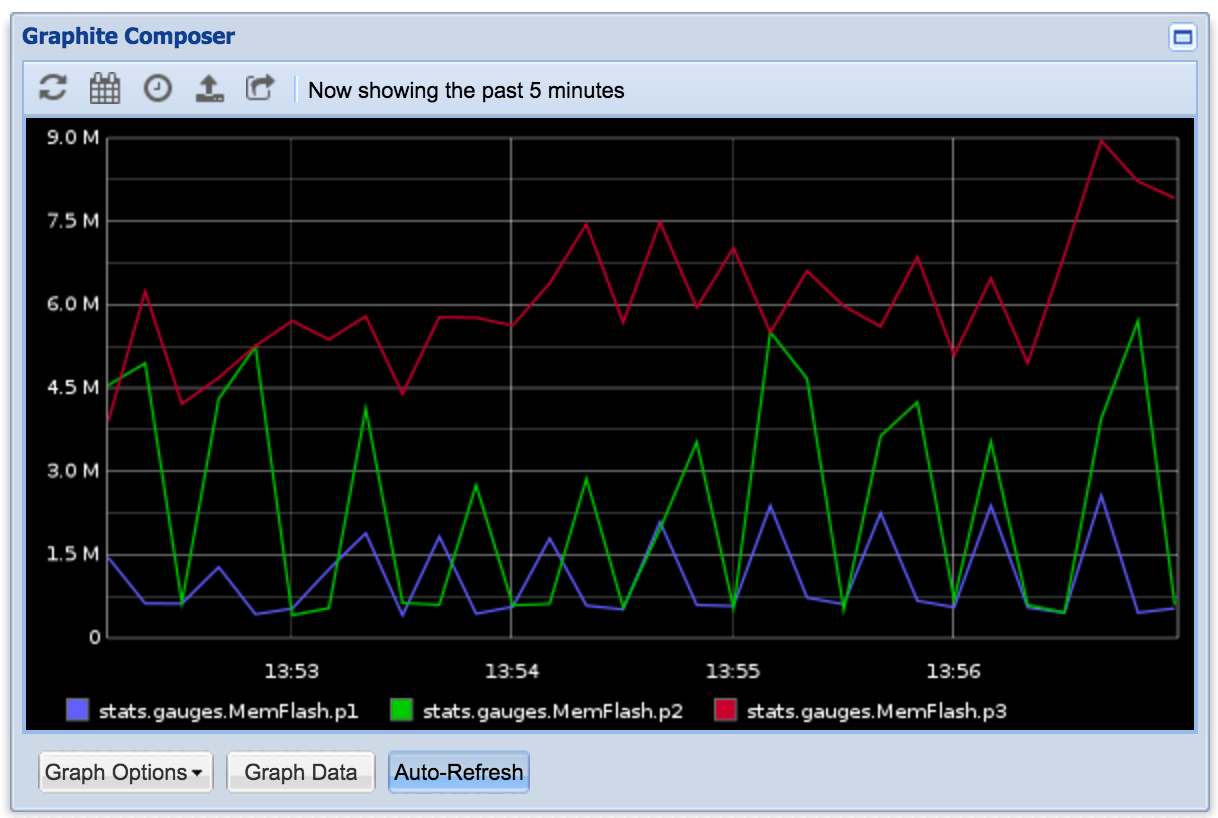 Graphite Composer
Now showing the past 5 minutes
9.0 M
7.5 M
6.0 M
4.5 M
3.0 M
1.5 M
0
13:53 13:54 13:55 13:56
stats.gauges.MemFlash.p1 stats.gauges.MemFlash.p2 stats.gauges.MemFlash.p3
Graph Options Graph Data Auto-Refresh